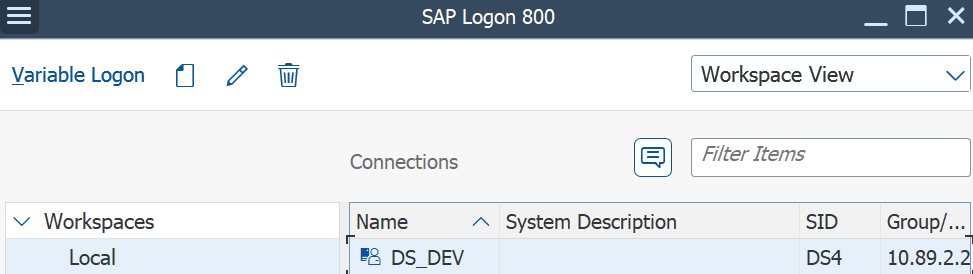 SAP Logon 800
Variable Logon Workspace View
Connections Filter Items
Workspaces Name System Description SID Group/...
Local DS_DEV DS4 10.89.2.2